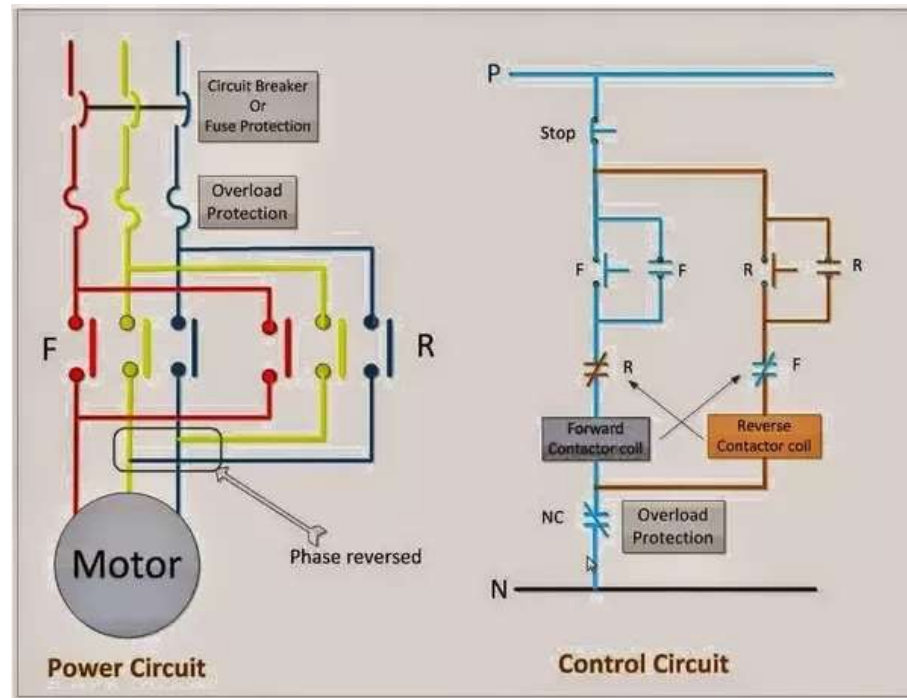 Circuit Breaker
Or
Fuse Protection
Overload
Protection
F
R
Phase reversed
Motor
Power Circuit
P
Stop
F
F
R
R
R
F
Forward
Contactor coil
Reverse
Contactor coil
NC
Overload
Protection
N
Control Circuit